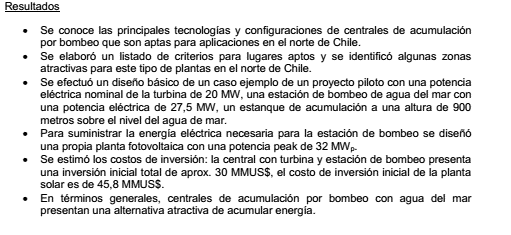 Resultados
• Se conoce las principales tecnologías y configuraciones de centrales de acumulación
por bombeo que son aptas para aplicaciones en el norte de Chile.
• Se elaboró un listado de criterios para lugares aptos y se identificó algunas zonas
atractivas para este tipo de plantas en el norte de Chile.
• Se efectuó un diseño básico de un caso ejemplo de un proyecto piloto con una potencia
eléctrica nominal de la turbina de 20 MW, una estación de bombeo de agua del mar con
una potencia eléctrica de 27,5 MW, un estanque de acumulación a una altura de 900
metros sobre el nivel del agua de mar.
• Para suministrar la energía eléctrica necesaria para la estación de bombeo se diseñó
una propia planta fotovoltaica con una potencia peak de 32 MWₚ.
• Se estimó los costos de inversión: la central con turbina y estación de bombeo presenta
una inversión inicial total de aprox. 30 MMUS$, el costo de inversión inicial de la planta
solar es de 45,8 MMUS$.
• En términos generales, centrales de acumulación por bombeo con agua del mar
presentan una alternativa atractiva de acumular energía.